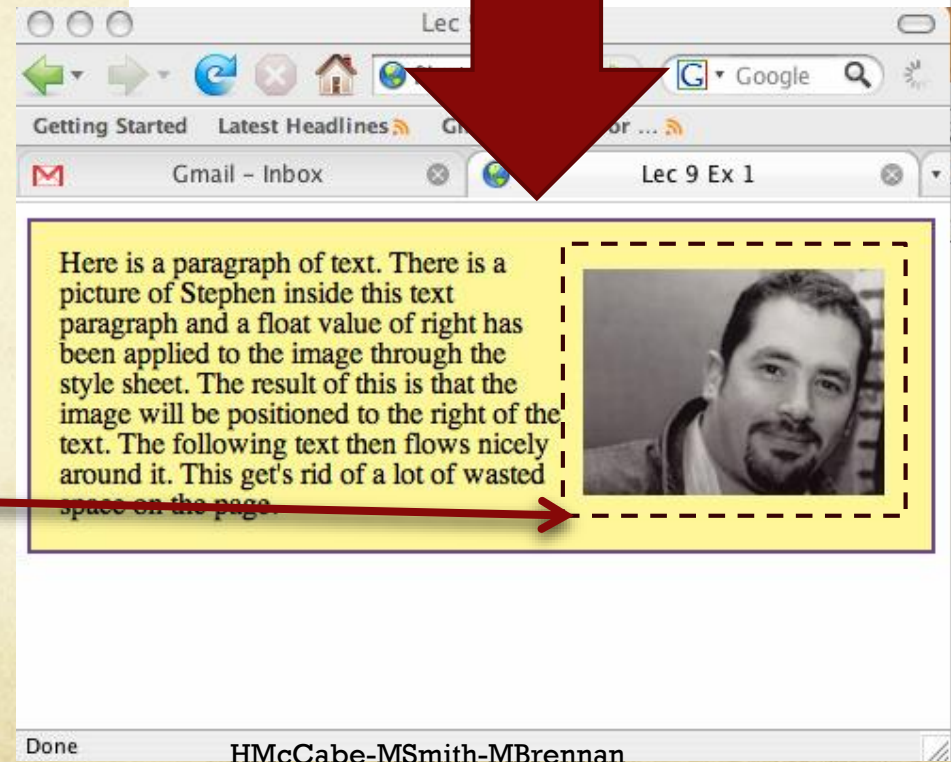 Lec
G Google
Getting Started Latest Headlines or ...
Gmail – Inbox Lec 9 Ex 1
Here is a paragraph of text. There is a
picture of Stephen inside this text
paragraph and a float value of right has
been applied to the image through the
style sheet. The result of this is that the
image will be positioned to the right of the
text. The following text then flows nicely
around it. This get's rid of a lot of wasted
space on the page.
Done
HMcCabe-MSmith-MBrennan